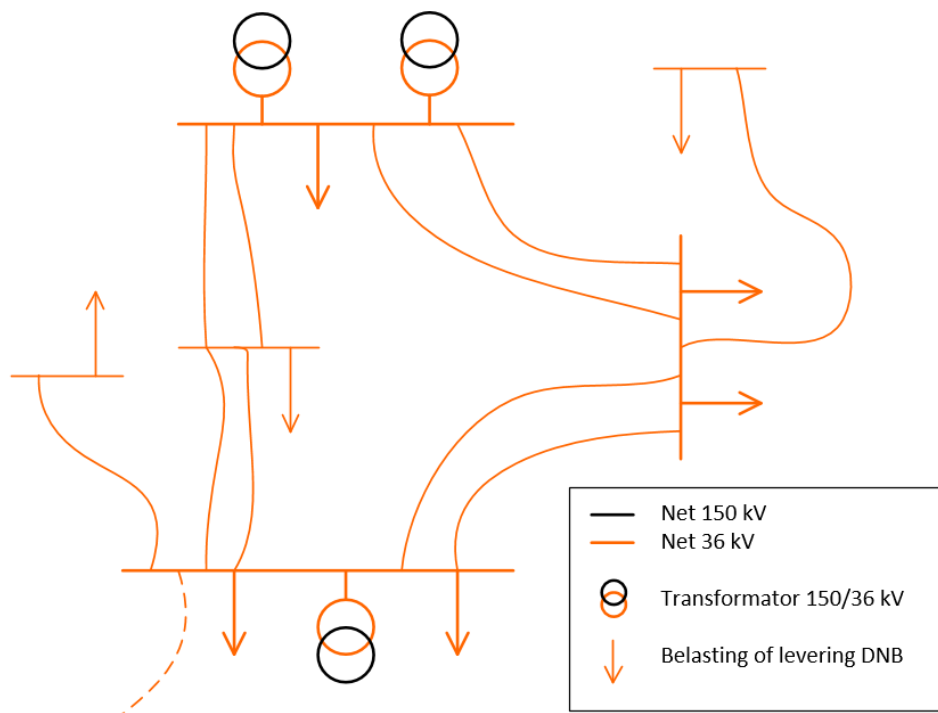 Net 150 kV
Net 36 kV
Transformator 150/36 kV
Belasting of levering DNB